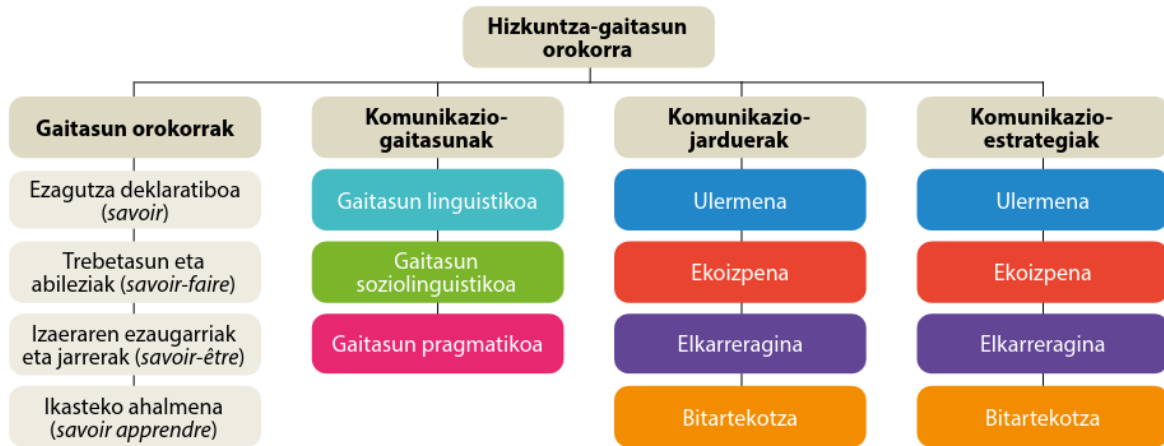 Hizkuntza-gaitasun
orokorra
Gaitasun orokorrak
Ezagutza deklaratiboa
(savoir)
Trebetasun eta
abileziak (savoir-faire)
Izaeraren ezaugarriak
eta jarrerak (savoir-être)
Ikasteko ahalmena
(savoir apprendre)
Komunikazio-
gaitasunak
Gaitasun linguistikoa
Gaitasun
soziolinguistikoa
Gaitasun pragmatikoa
Komunikazio-
jarduerak
Ulermena
Ekoizpena
Elkarreragina
Bitartekotza
Komunikazio-
estrategiak
Ulermena
Ekoizpena
Elkarreragina
Bitartekotza